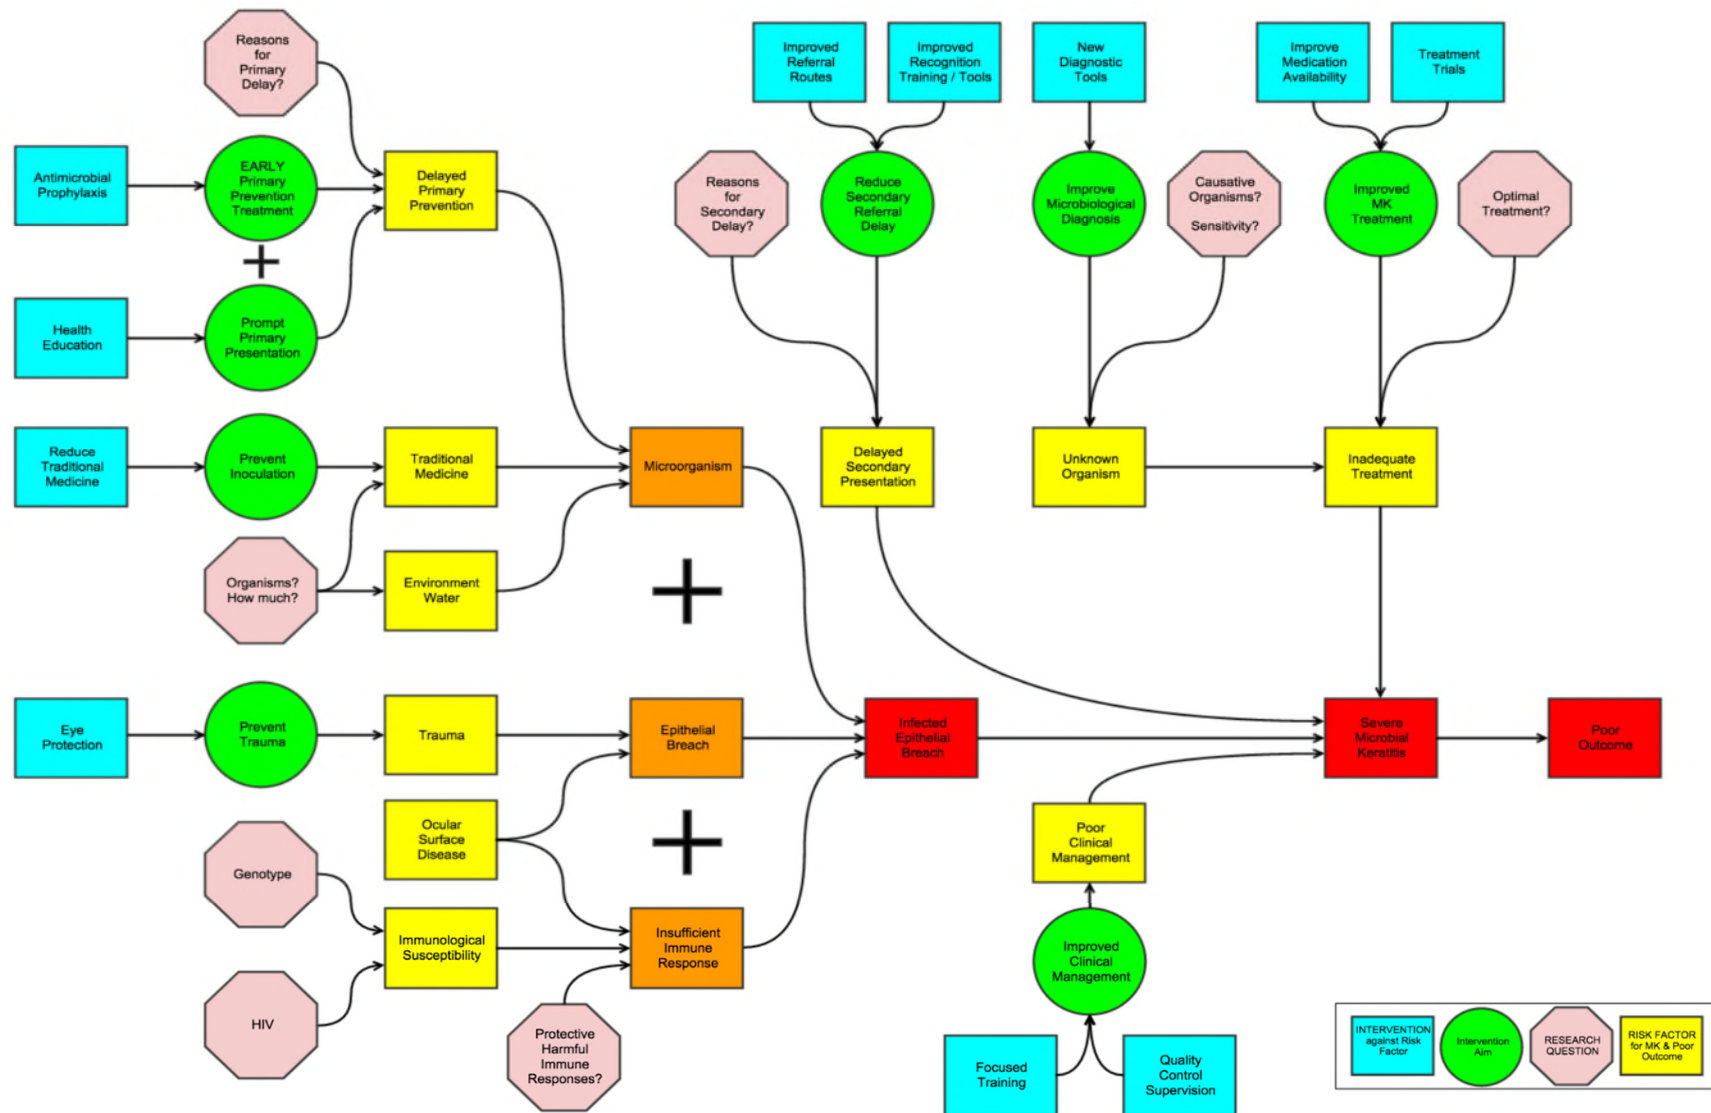 Reasons
for
Primary
Delay?
Improved
Referral
Routes
Improved
Recognition
Training / Tools
New
Diagnostic
Tools
Improve
Medication
Availability
Treatment
Trials
Antimicrobial
Prophylaxis
EARLY
Primary
Prevention
Treatment
Delayed
Primary
Prevention
Reasons
for
Secondary
Delay?
Reduce
Secondary
Referral
Delay
Improve
Microbiological
Diagnosis
Causative
Organisms?
Sensitivity?
Improved
MK
Treatment
Optimal
Treatment?
+
Health
Education
Prompt
Primary
Presentation
Reduce
Traditional
Medicine
Prevent
Inoculation
Traditional
Medicine
Microorganism
Delayed
Secondary
Presentation
Unknown
Organism
Inadequate
Treatment
Organisms?
How much?
Environment
Water
+
Eye
Protection
Prevent
Trauma
Trauma
Epithelial
Breach
Infected
Epithelial
Breach
Severe
Microbial
Keratitis
Poor
Outcome
Ocular
Surface
Disease
+
Poor
Clinical
Management
Genotype
Immunological
Susceptibility
Insufficient
Immune
Response
Improved
Clinical
Management
HIV
Protective
Harmful
Immune
Responses?
Focused
Training
Quality
Control
Supervision
INTERVENTION
against Risk
Factor
Intervention
Aim
RESEARCH
QUESTION
RISK FACTOR
for MK & Poor
Outcome